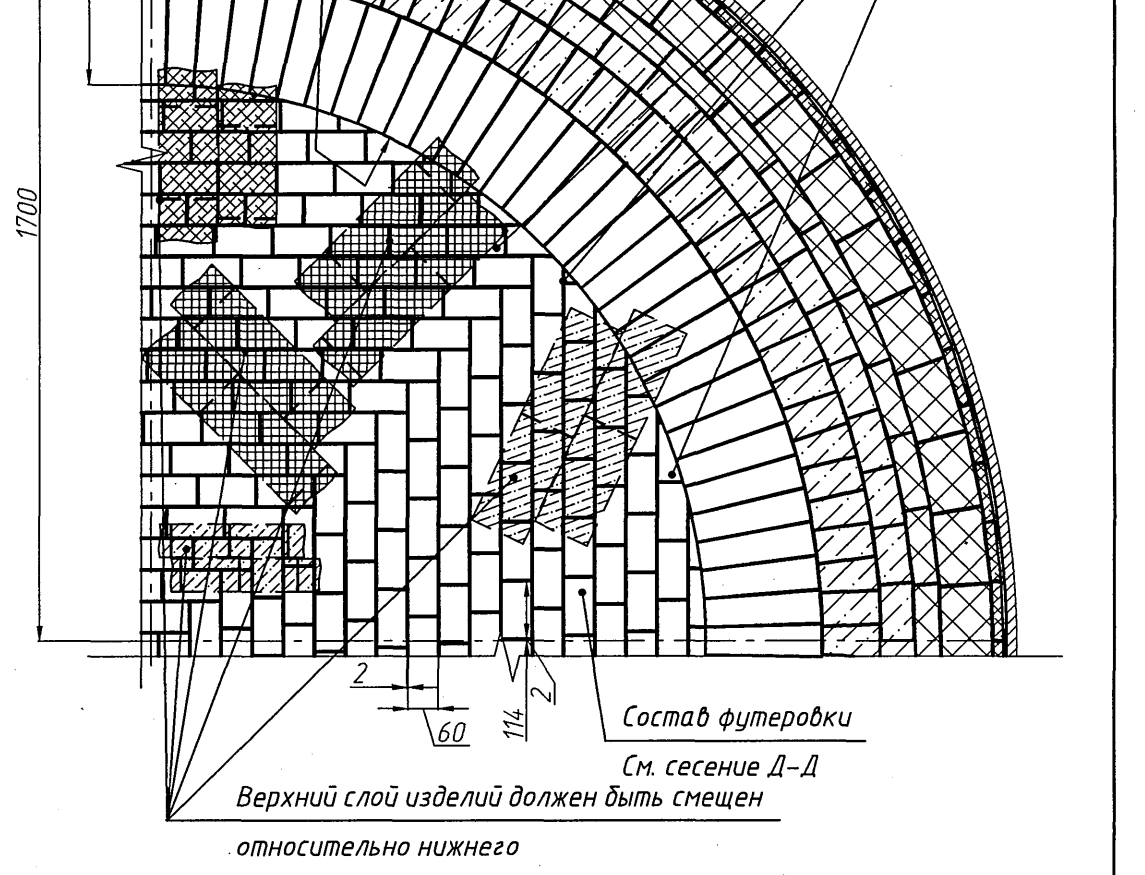 1700
2
60
114
2
Состав футеровки
См. сесение Д-Д
Верхний слой изделий должен быть смещен
относительно нижнего